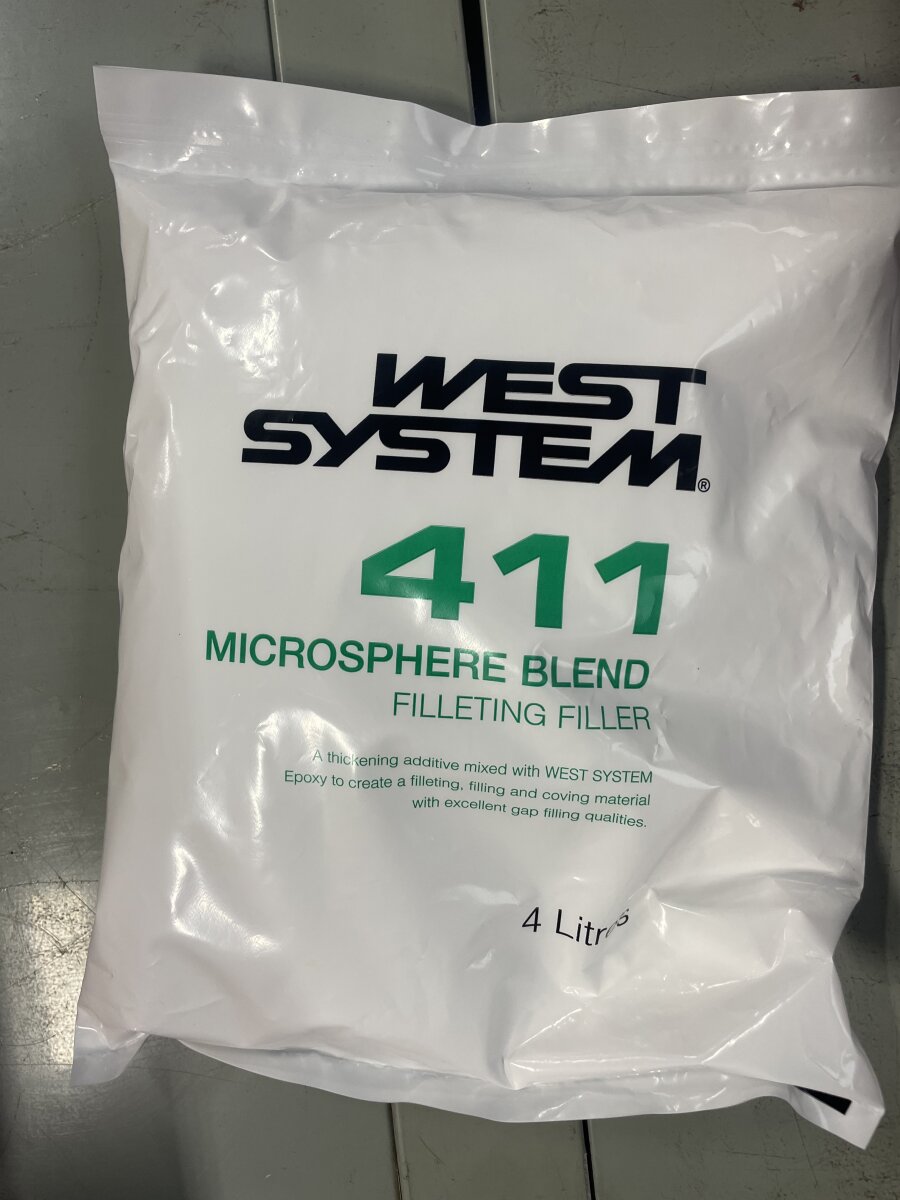 WEST
SYSTEM®
411
MICROSPHERE BLEND
FILLETING FILLER
A thickening additive mixed with WEST SYSTEM
Epoxy to create a filleting, filling and coving material
with excellent gap filling qualities.
4 Litres